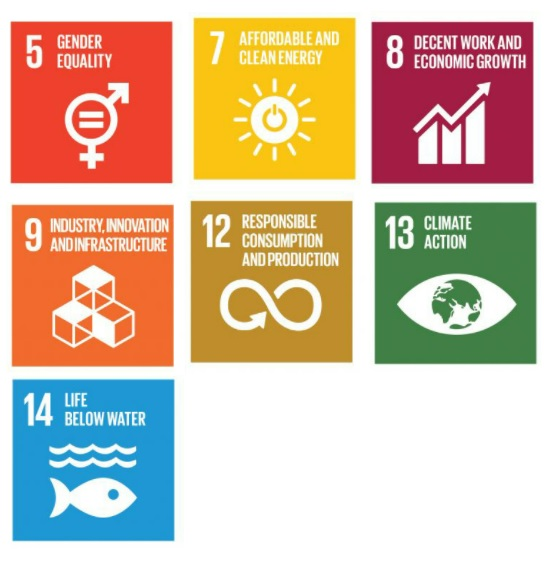 5 GENDER
EQUALITY
7 AFFORDABLE AND
CLEAN ENERGY
8 DECENT WORK AND
ECONOMIC GROWTH
9 INDUSTRY, INNOVATION
AND INFRASTRUCTURE
12 RESPONSIBLE
CONSUMPTION
AND PRODUCTION
13 CLIMATE
ACTION
14 LIFE
BELOW WATER